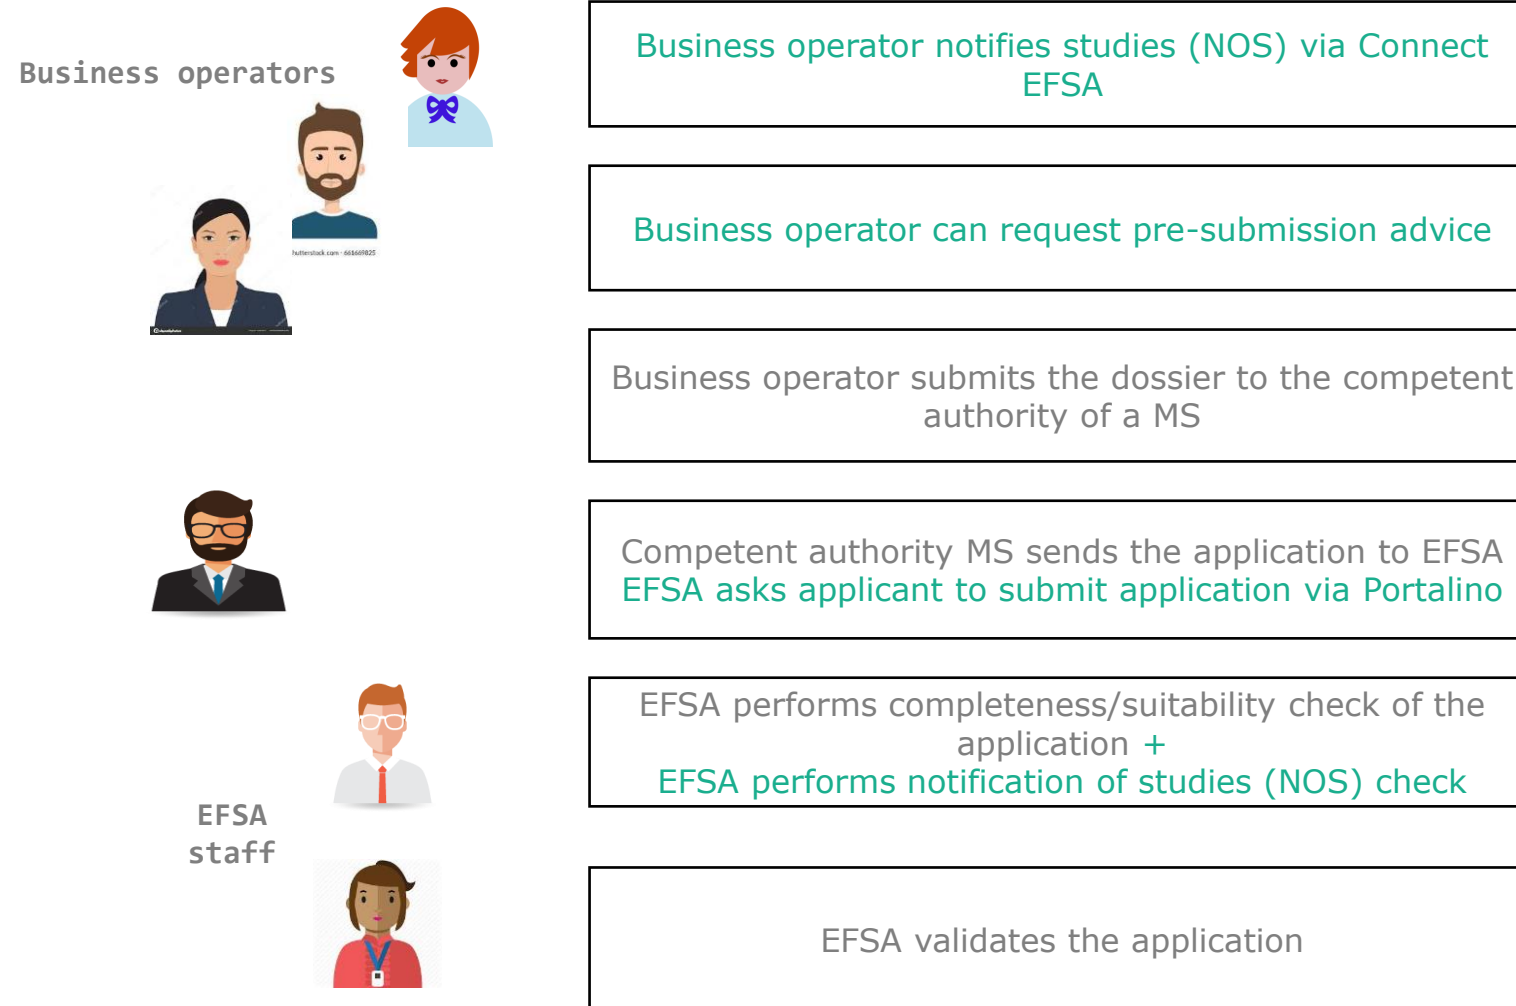 Business operators
Business operator notifies studies (NOS) via Connect
EFSA
hutterstock.com · 661669825
Business operator can request pre-submission advice
Business operator submits the dossier to the competent
authority of a MS
Competent authority MS sends the application to EFSA
EFSA asks applicant to submit application via Portalino
EFSA performs completeness/suitability check of the
application +
EFSA performs notification of studies (NOS) check
EFSA
staff
EFSA validates the application